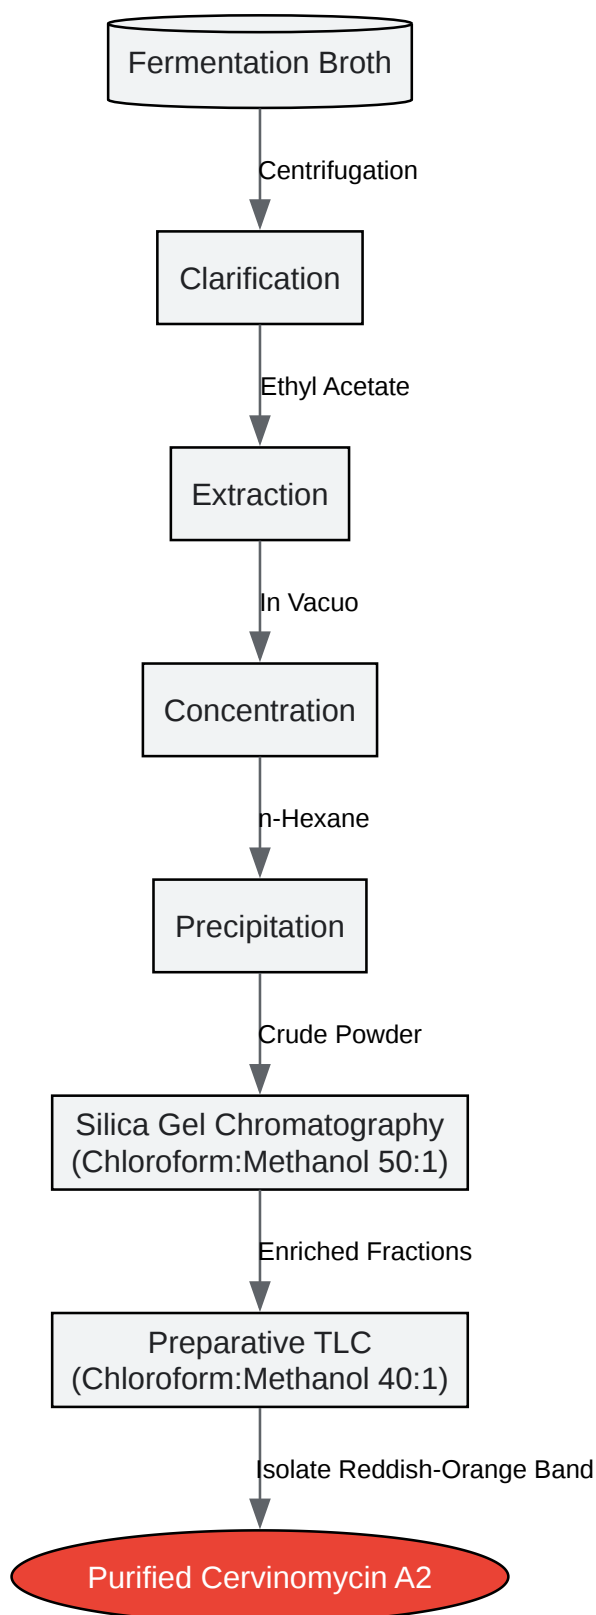 Fermentation Broth
Centrifugation
Clarification
Ethyl Acetate
Extraction
In Vacuo
Concentration
n-Hexane
Precipitation
Crude Powder
Silica Gel Chromatography
(Chloroform:Methanol 50:1)
Enriched Fractions
Preparative TLC
(Chloroform:Methanol 40:1)
Isolate Reddish-Orange Band
Purified Cervinomycin A2